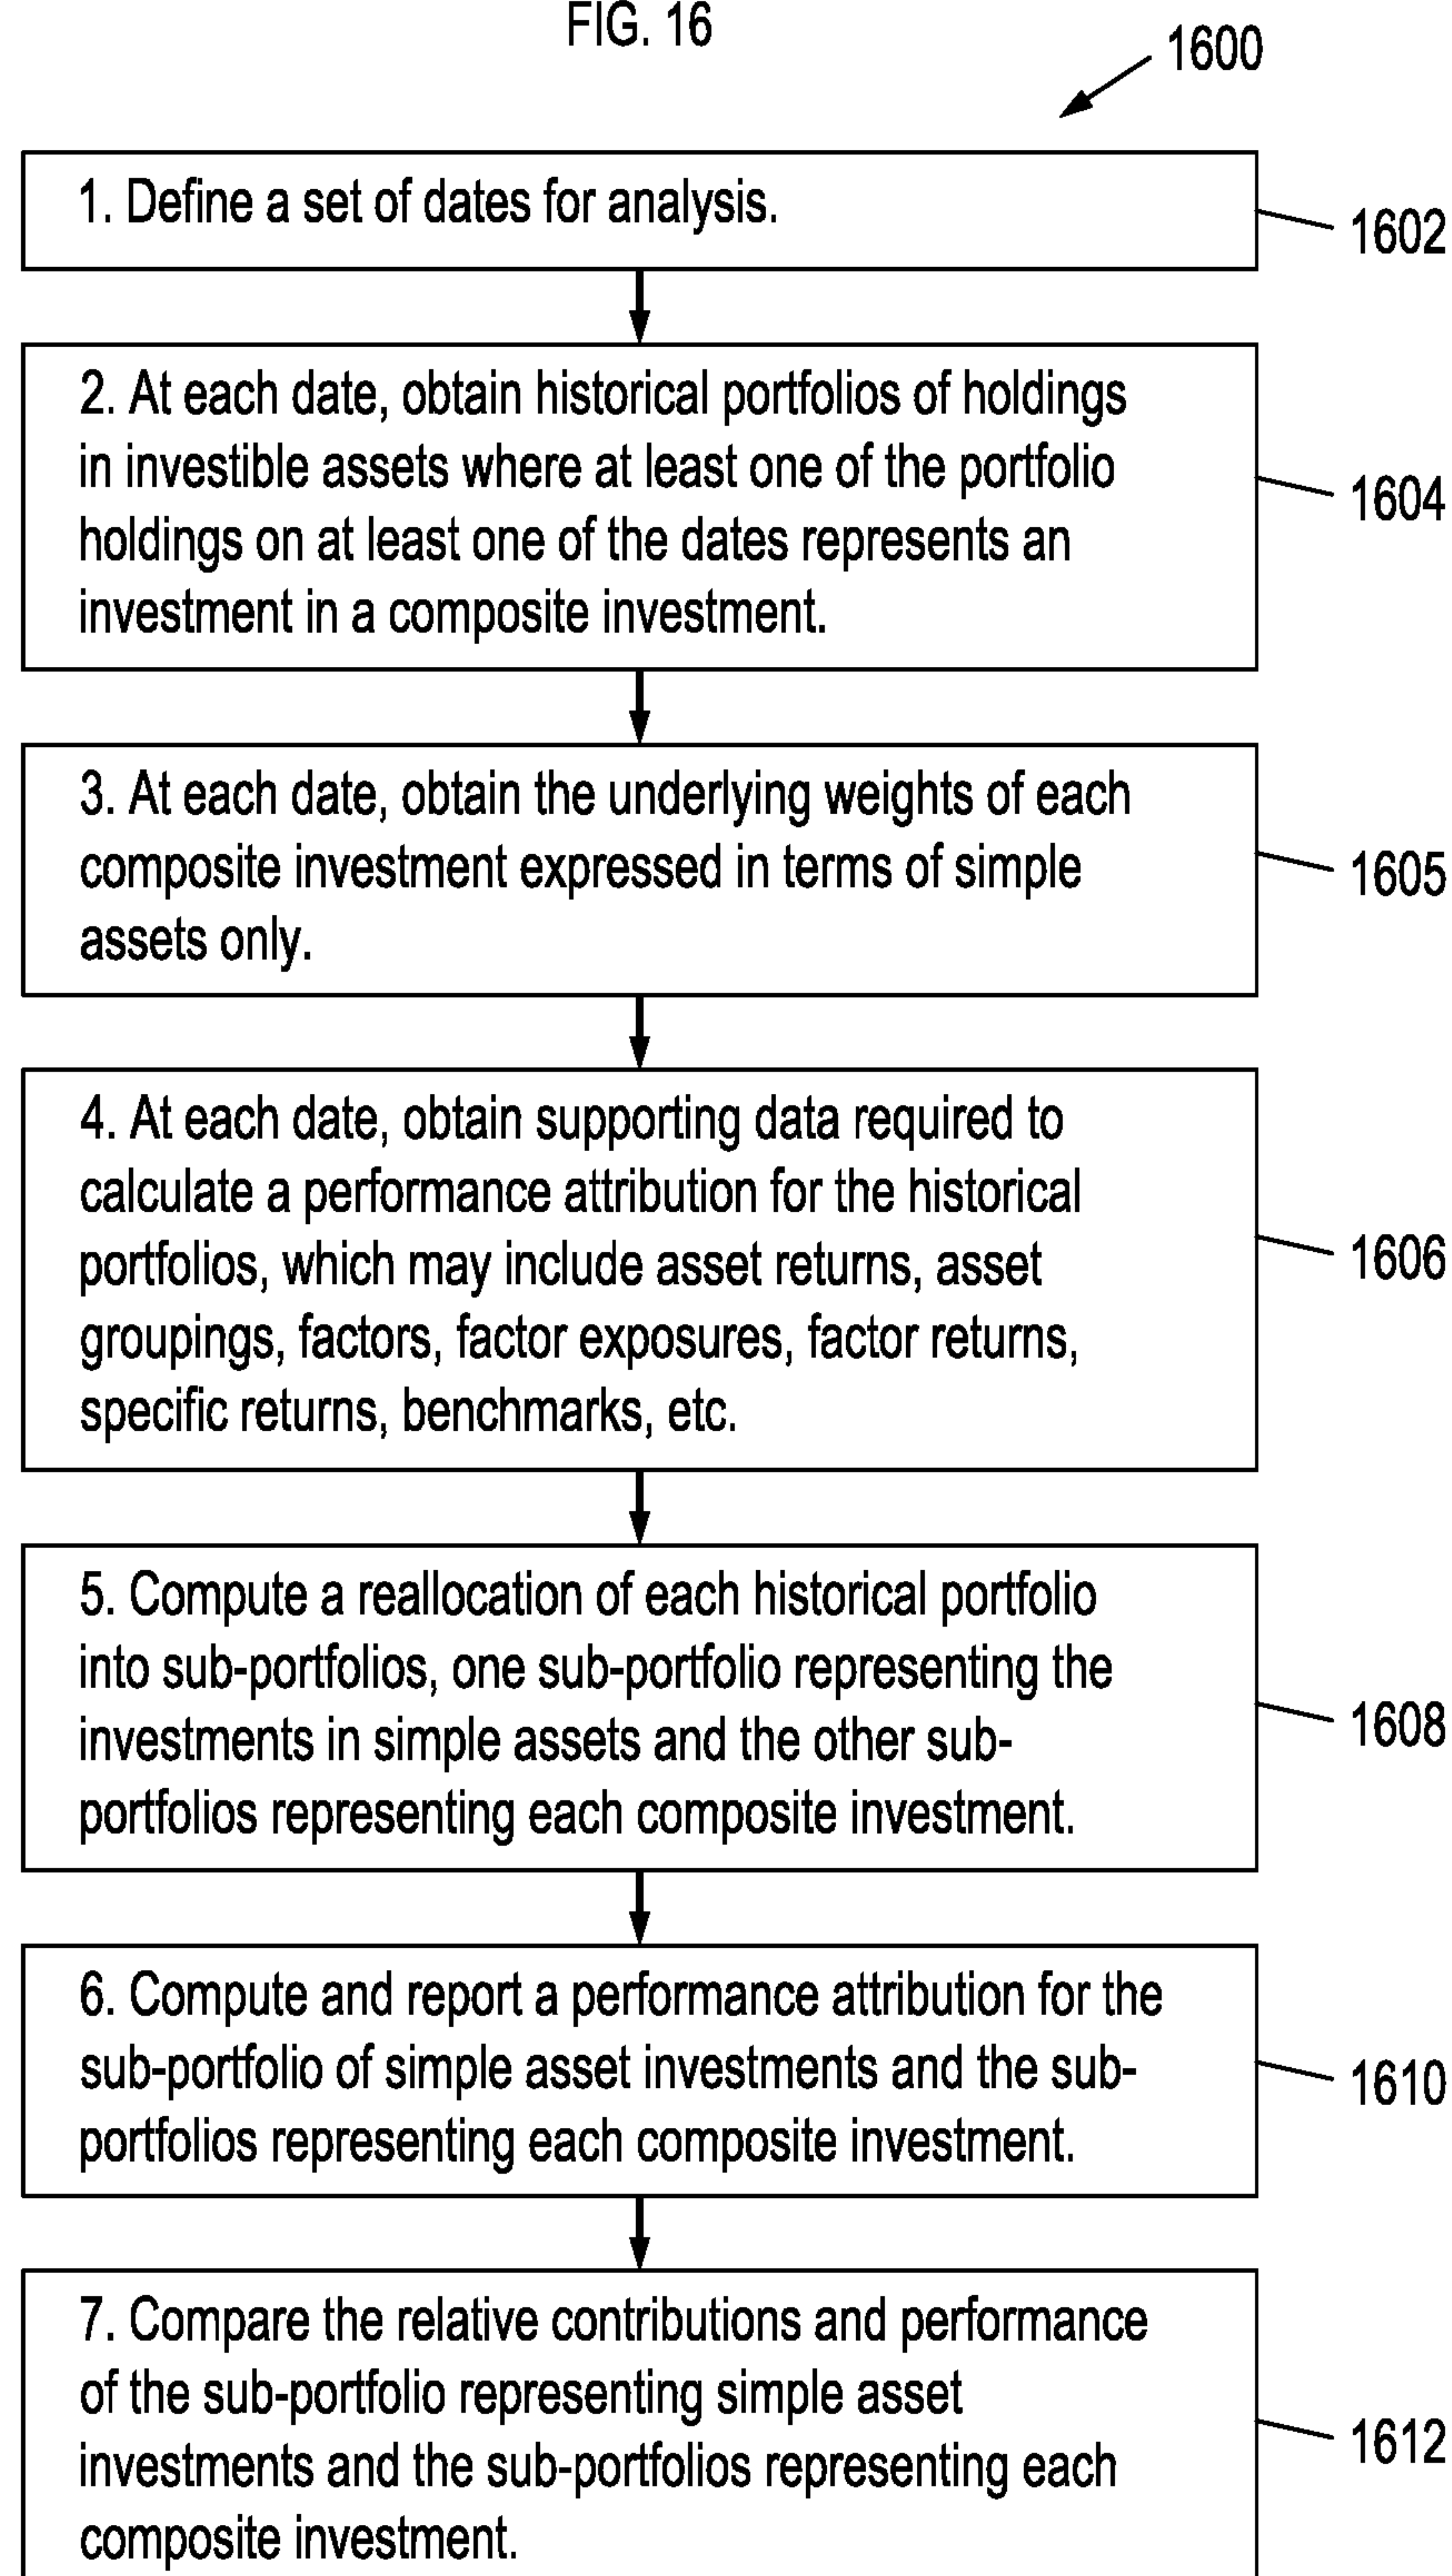 FIG. 16
1600
1. Define a set of dates for analysis.
1602
2. At each date, obtain historical portfolios of holdings
in investible assets where at least one of the portfolio
holdings on at least one of the dates represents an
investment in a composite investment.
1604
3. At each date, obtain the underlying weights of each
composite investment expressed in terms of simple
assets only.
1605
4. At each date, obtain supporting data required to
calculate a performance attribution for the historical
portfolios, which may include asset returns, asset
groupings, factors, factor exposures, factor returns,
specific returns, benchmarks, etc.
1606
5. Compute a reallocation of each historical portfolio
into sub-portfolios, one sub-portfolio representing the
investments in simple assets and the other sub-
portfolios representing each composite investment.
1608
6. Compute and report a performance attribution for the
sub-portfolio of simple asset investments and the sub-
portfolios representing each composite investment.
1610
7. Compare the relative contributions and performance
of the sub-portfolio representing simple asset
investments and the sub-portfolios representing each
composite investment.
1612